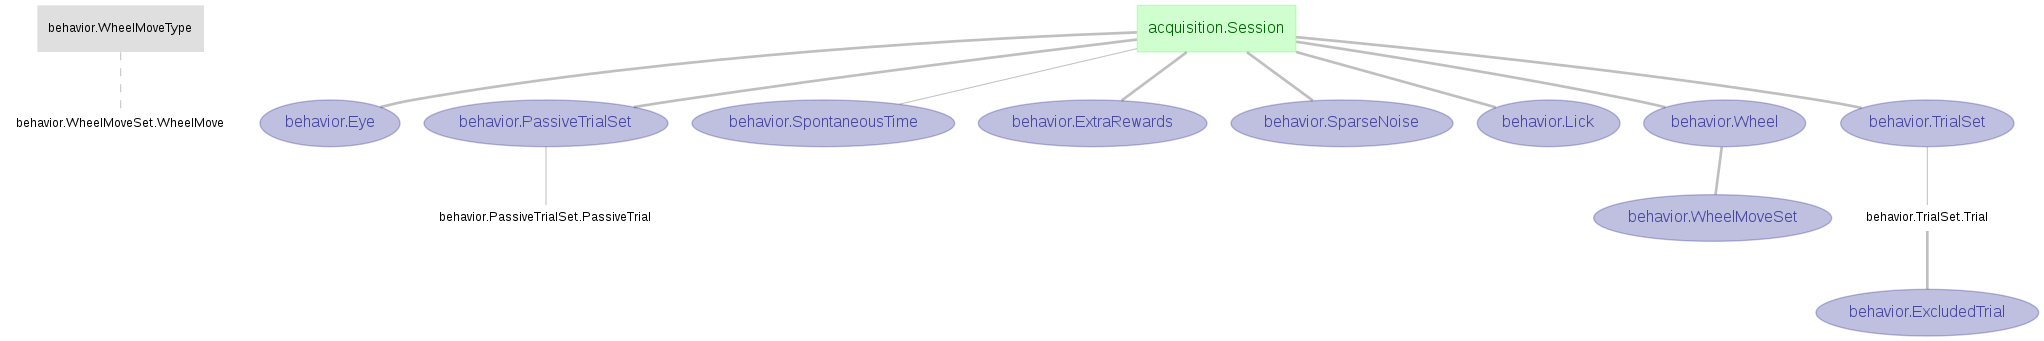 behavior.WheelMoveType
acquisition.Session
behavior.WheelMoveSet.WheelMove
behavior.Eye
behavior.PassiveTrialSet
behavior.SpontaneousTime
behavior.ExtraRewards
behavior.SparseNoise
behavior.Lick
behavior.Wheel
behavior.TrialSet
behavior.PassiveTrialSet.PassiveTrial
behavior.WheelMoveSet
behavior.TrialSet.Trial
behavior.ExcludedTrial